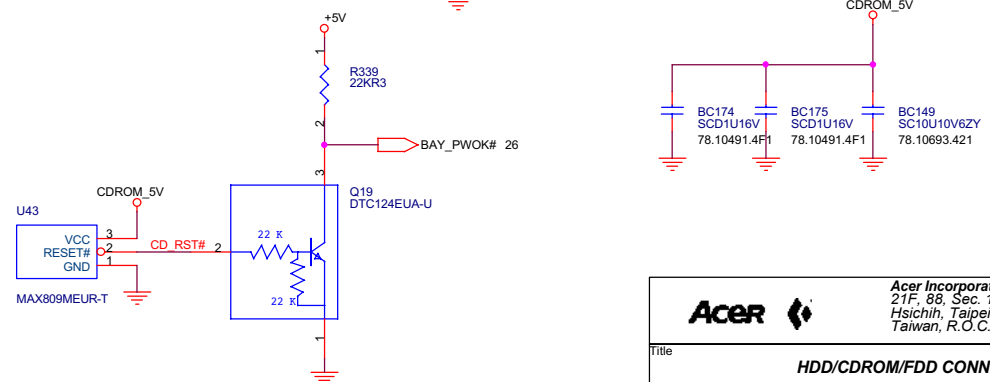 +5V
1
R339
22KR3
2
BAY_PWOK# 26
3
Q19
DTC124EUA-U
CDROM_5V
U43
VCC 3
RESET# 2
GND 1
CD_RST# 2
22 K
22 K
MAX809MEUR-T
1
CDROM_5V
BC174
SCD1U16V
78.10491.4F1
BC175
SCD1U16V
78.10491.4F1
BC149
SC10U10V6ZY
78.10693.421
Acer
Acer Incorporat
21F, 88, Sec. 1
Hsichih, Taipei
Taiwan, R.O.C.
Title
HDD/CDROM/FDD CONN